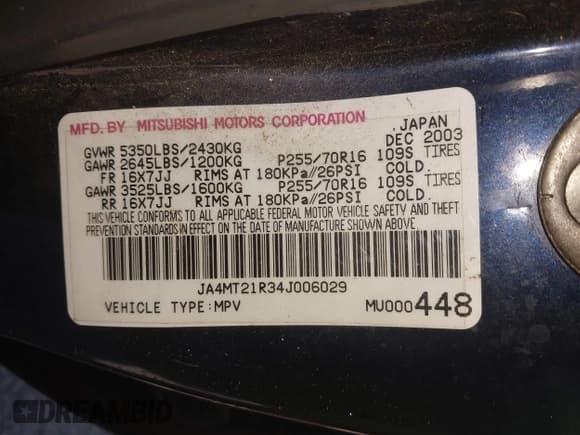 MFD. BY MITSUBISHI MOTORS CORPORATION JAPAN
GVWR 5350LBS/2430KG DEC 2003
GAWR 2645LBS/1200KG P255/70R16 109S TIRES
FR 16X7JJ RIMS AT 180KPa//26PSI COLD.
GAWR 3525LBS/1600KG P255/70R16 109S TIRES
RR 16X7JJ RIMS AT 180KPa//26PSI COLD.
THIS VEHICLE CONFORMS TO ALL APPLICABLE FEDERAL MOTOR VEHICLE SAFETY AND THEFT
PREVENTION STANDARDS IN EFFECT ON THE DATE OF MANUFACTURE SHOWN ABOVE.
JA4MT21R34J006029
VEHICLE TYPE:MPV MU000448
DREAMBID